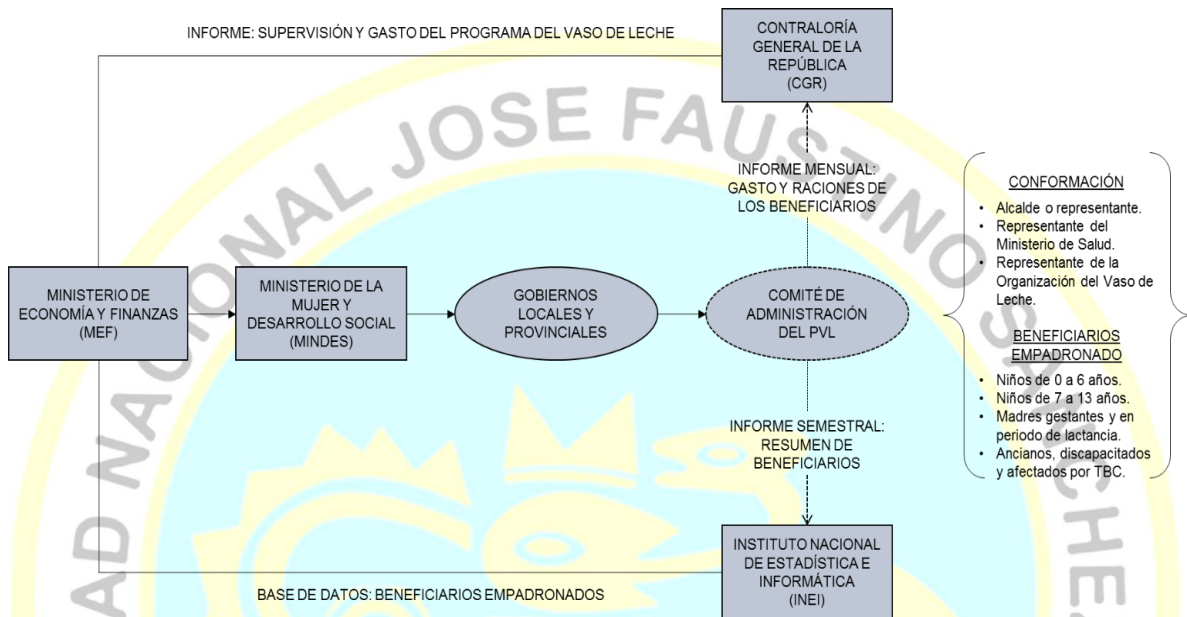 INFORME: SUPERVISIÓN Y GASTO DEL PROGRAMA DEL VASO DE LECHE
CONTRALORÍA
GENERAL DE LA
REPÚBLICA
(CGR)
INFORME MENSUAL:
GASTO Y RACIONES DE
LOS BENEFICIARIOS
MINISTERIO DE
ECONOMÍA Y FINANZAS
(MEF)
MINISTERIO DE LA
MUJER Y
DESARROLLO SOCIAL
(MINDES)
GOBIERNOS
LOCALES Y
PROVINCIALES
COMITÉ DE
ADMINISTRACIÓN
DEL PVL
CONFORMACIÓN
• Alcalde o representante.
• Representante del
Ministerio de Salud.
• Representante de la
Organización del Vaso de
Leche.
BENEFICIARIOS
EMPADRONADO
• Niños de 0 a 6 años.
• Niños de 7 a 13 años.
• Madres gestantes y en
periodo de lactancia.
• Ancianos, discapacitados
y afectados por TBC.
INFORME SEMESTRAL:
RESUMEN DE
BENEFICIARIOS
INSTITUTO NACIONAL
DE ESTADÍSTICA E
INFORMÁTICA
(INEI)
BASE DE DATOS: BENEFICIARIOS EMPADRONADOS
AD NACIONAL JOSE FAUSTINO SANCHE